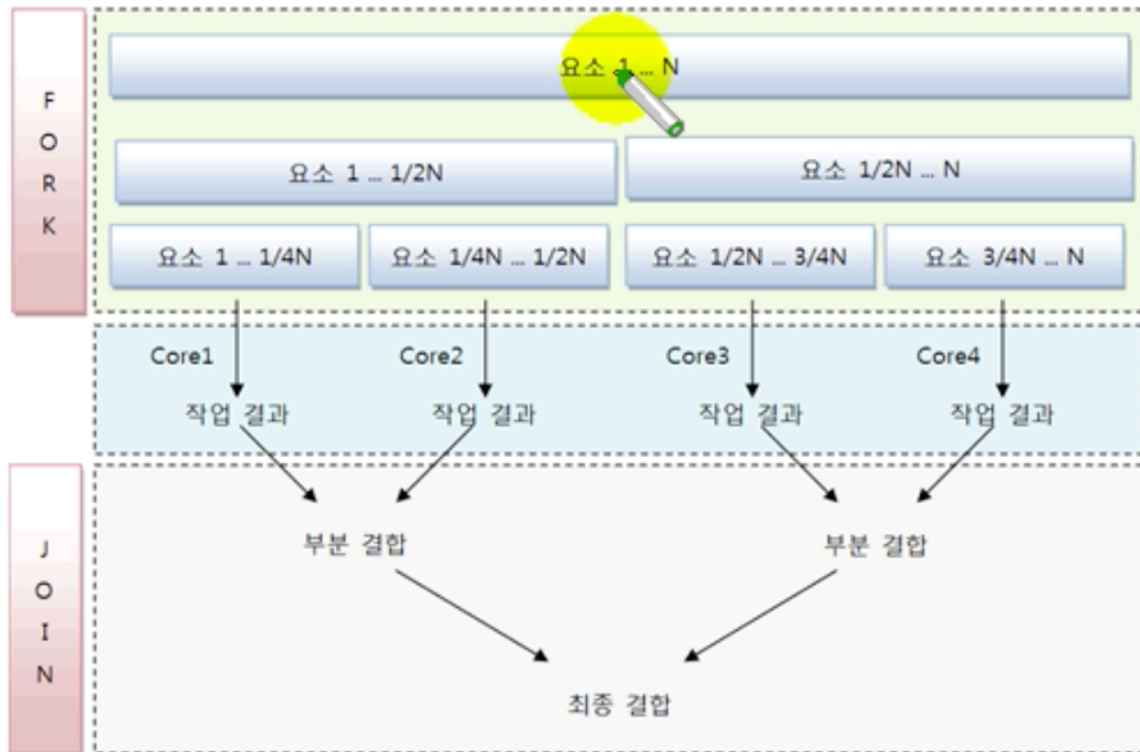 FORK
요소 1 ... N
요소 1 ... 1/2N
요소 1/2N ... N
요소 1 ... 1/4N
요소 1/4N ... 1/2N
요소 1/2N ... 3/4N
요소 3/4N ... N
Core1
Core2
Core3
Core4
작업 결과
작업 결과
작업 결과
작업 결과
JOIN
부분 결합
부분 결합
최종 결합